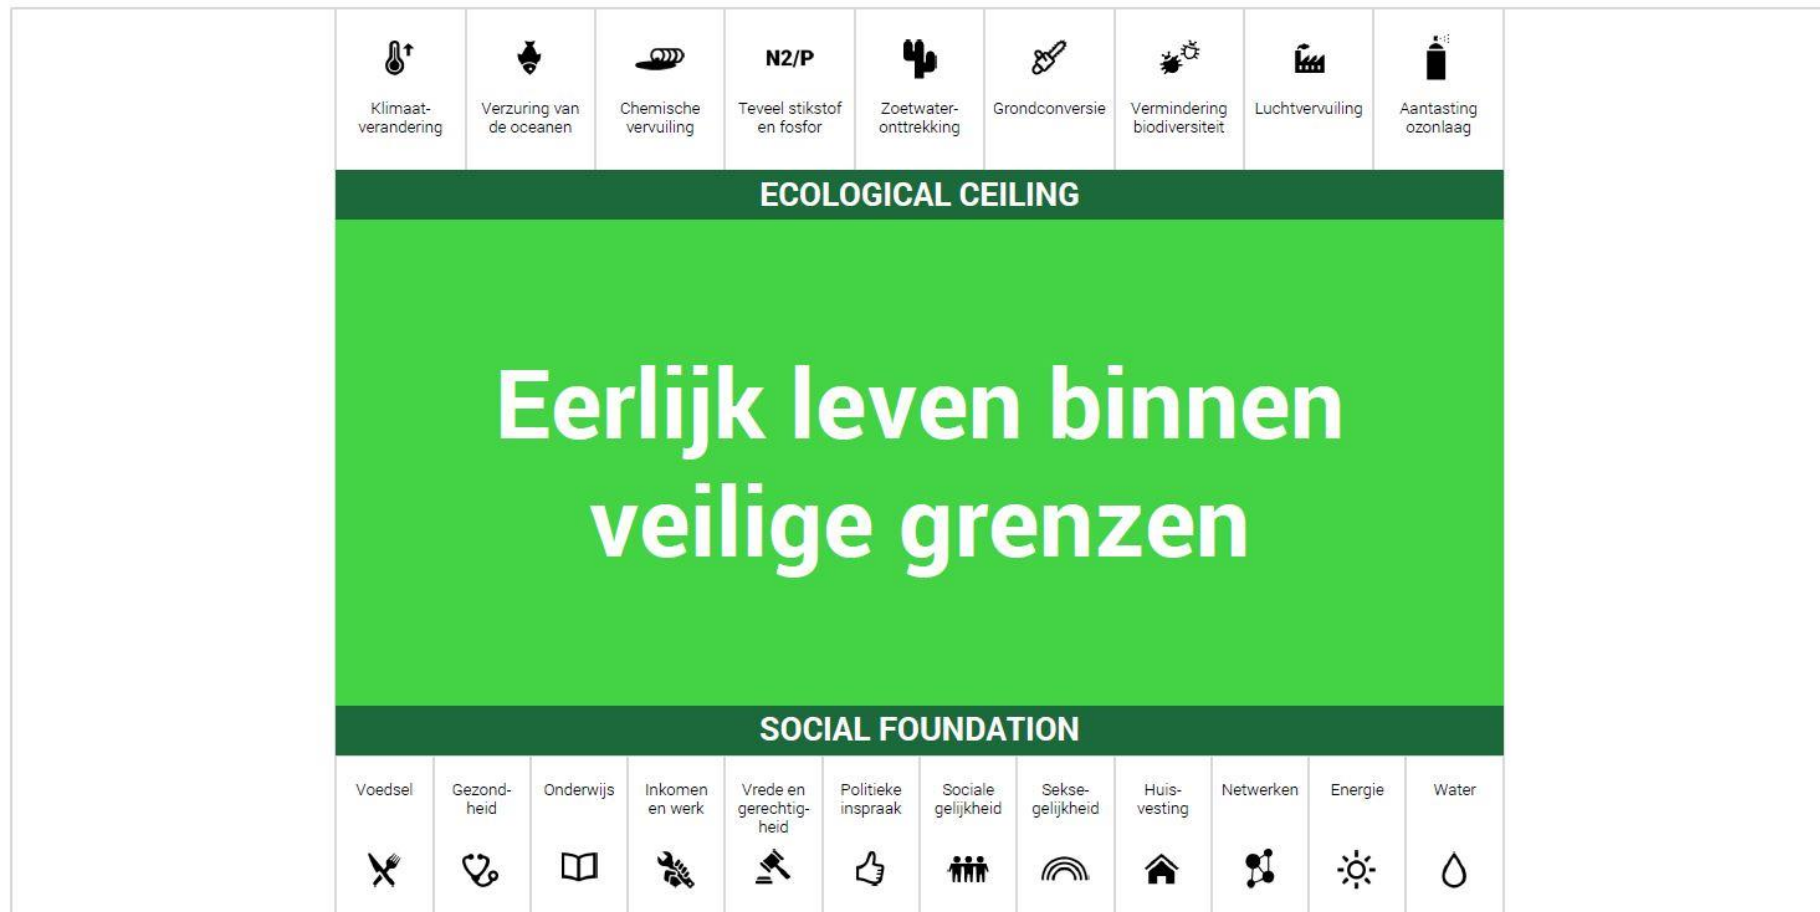 N2/P
Klimaat-
verandering
Verzuring van
de oceanen
Chemische
vervuiling
Teveel stikstof
en fosfor
Zoetwater-
onttrekking
Grondconversie
Vermindering
biodiversiteit
Luchtvervuiling
Aantasting
ozonlaag
ECOLOGICAL CEILING
Eerlijk leven binnen
veilige grenzen
SOCIAL FOUNDATION
Voedsel
Gezond-
heid
Onderwijs
Inkomen
en werk
Vrede en
gerechtig-
heid
Politieke
inspraak
Sociale
gelijkheid
Sekse-
gelijkheid
Huis-
vesting
Netwerken
Energie
Water